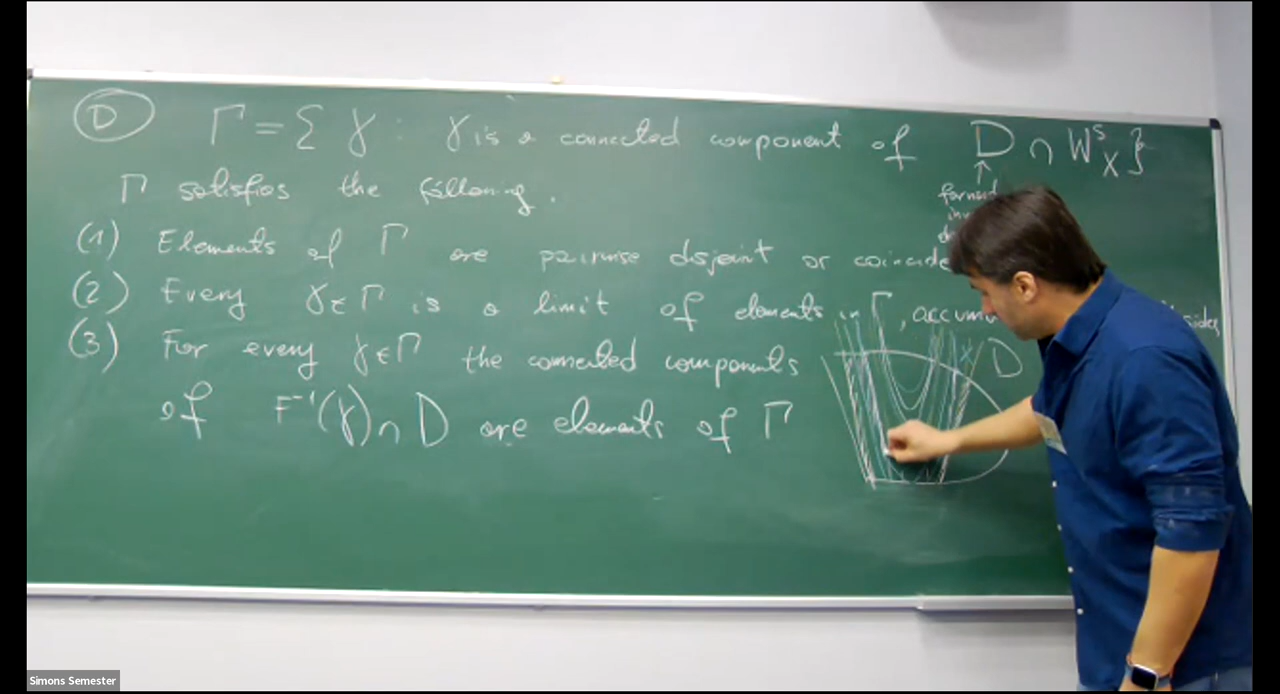 D Γ = { γ : γ is a connected component of D ∩ W^s_X }
↑
Γ satisfies the following.
(1) Elements of Γ are pairwise disjoint or coincide
(2) Every γ ∈ Γ is a limit of elements in Γ, sides,
(3) For every γ ∈ Γ the connected components D
of F⁻¹(γ) ∩ D are elements of Γ
Simons Semester